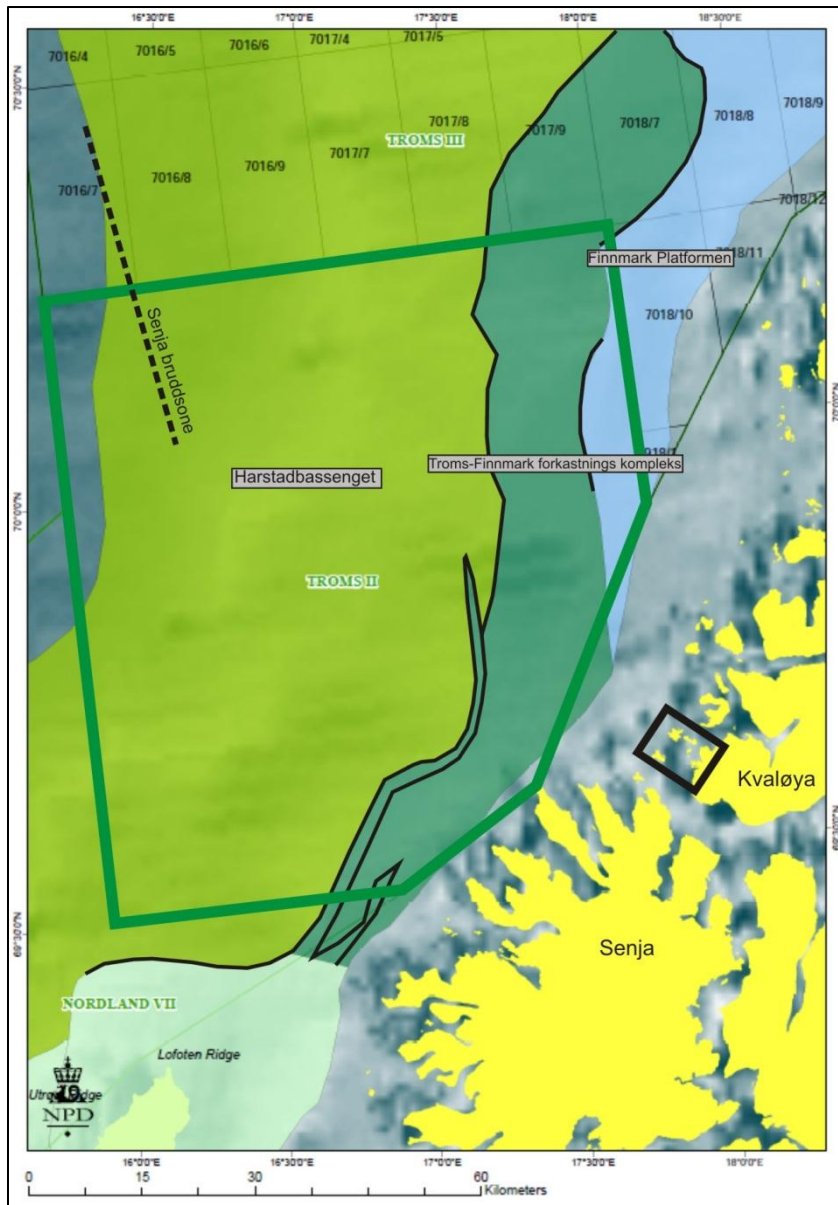 16°30'0"E 17°0'0"E 17°30'0"E 18°0'0"E 18°30'0"E
7016/4 7016/5 7016/6 7017/4 7017/5
70°30'0"N
7016/7 7016/8 7016/9 7017/7 7017/8 7017/9 7018/7 7018/8 7018/9
TROMS III
7018/12
Finnmark Platformen
7018/10
Senja bruddsone
70°0'0"N
Troms-Finnmark forkastnings kompleks
Harstadbassenget
70°0'0"N
TROMS II
Kvaløya
69°30'0"N
Senja
NORDLAND VII
Lofoten Ridge
NPD
16°0'0"E 16°30'0"E 17°0'0"E 17°30'0"E 18°0'0"E
0 15 30 60
Kilometers